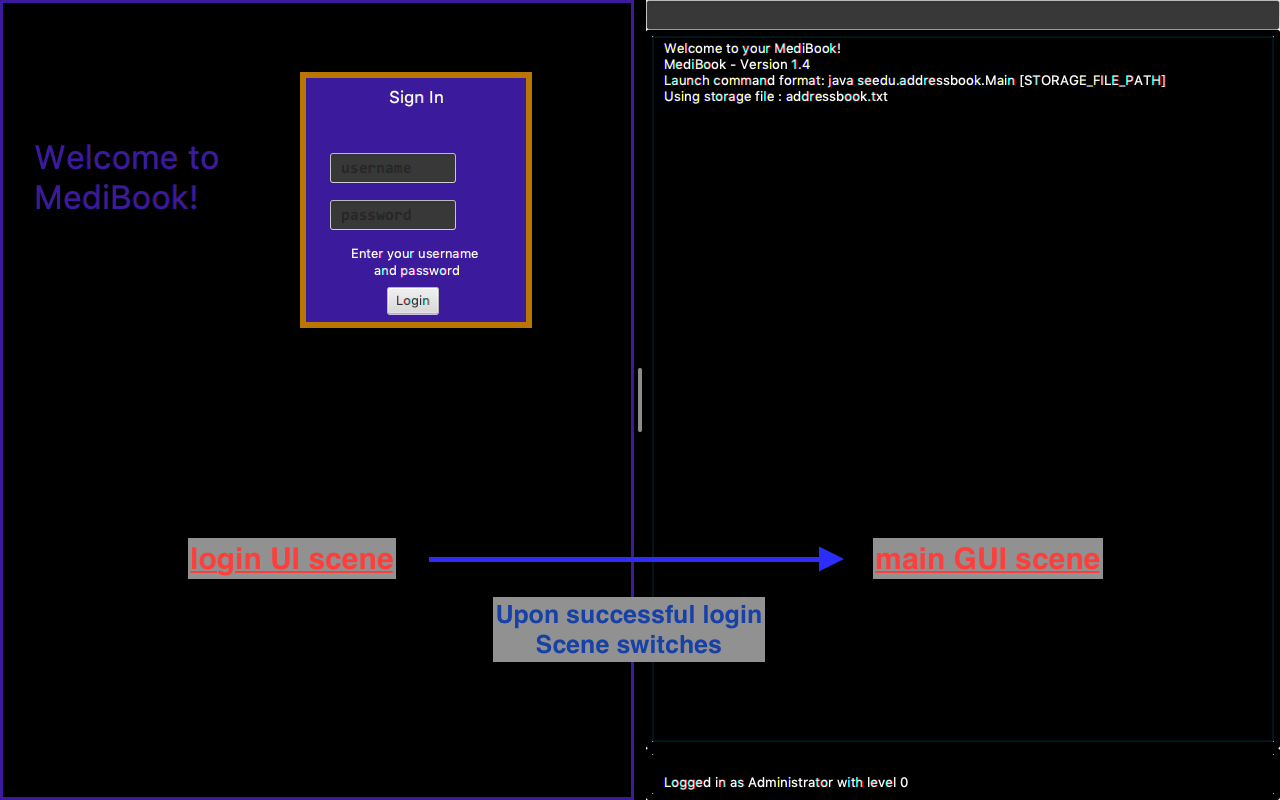 Sign In
Welcome to
MediBook!
username
password
Enter your username
and password
Login
Welcome to your MediBook!
MediBook - Version 1.4
Launch command format: java seedu.addressbook.Main [STORAGE_FILE_PATH]
Using storage file : addressbook.txt
login UI scene
main GUI scene
Upon successful login
Scene switches
Logged in as Administrator with level 0